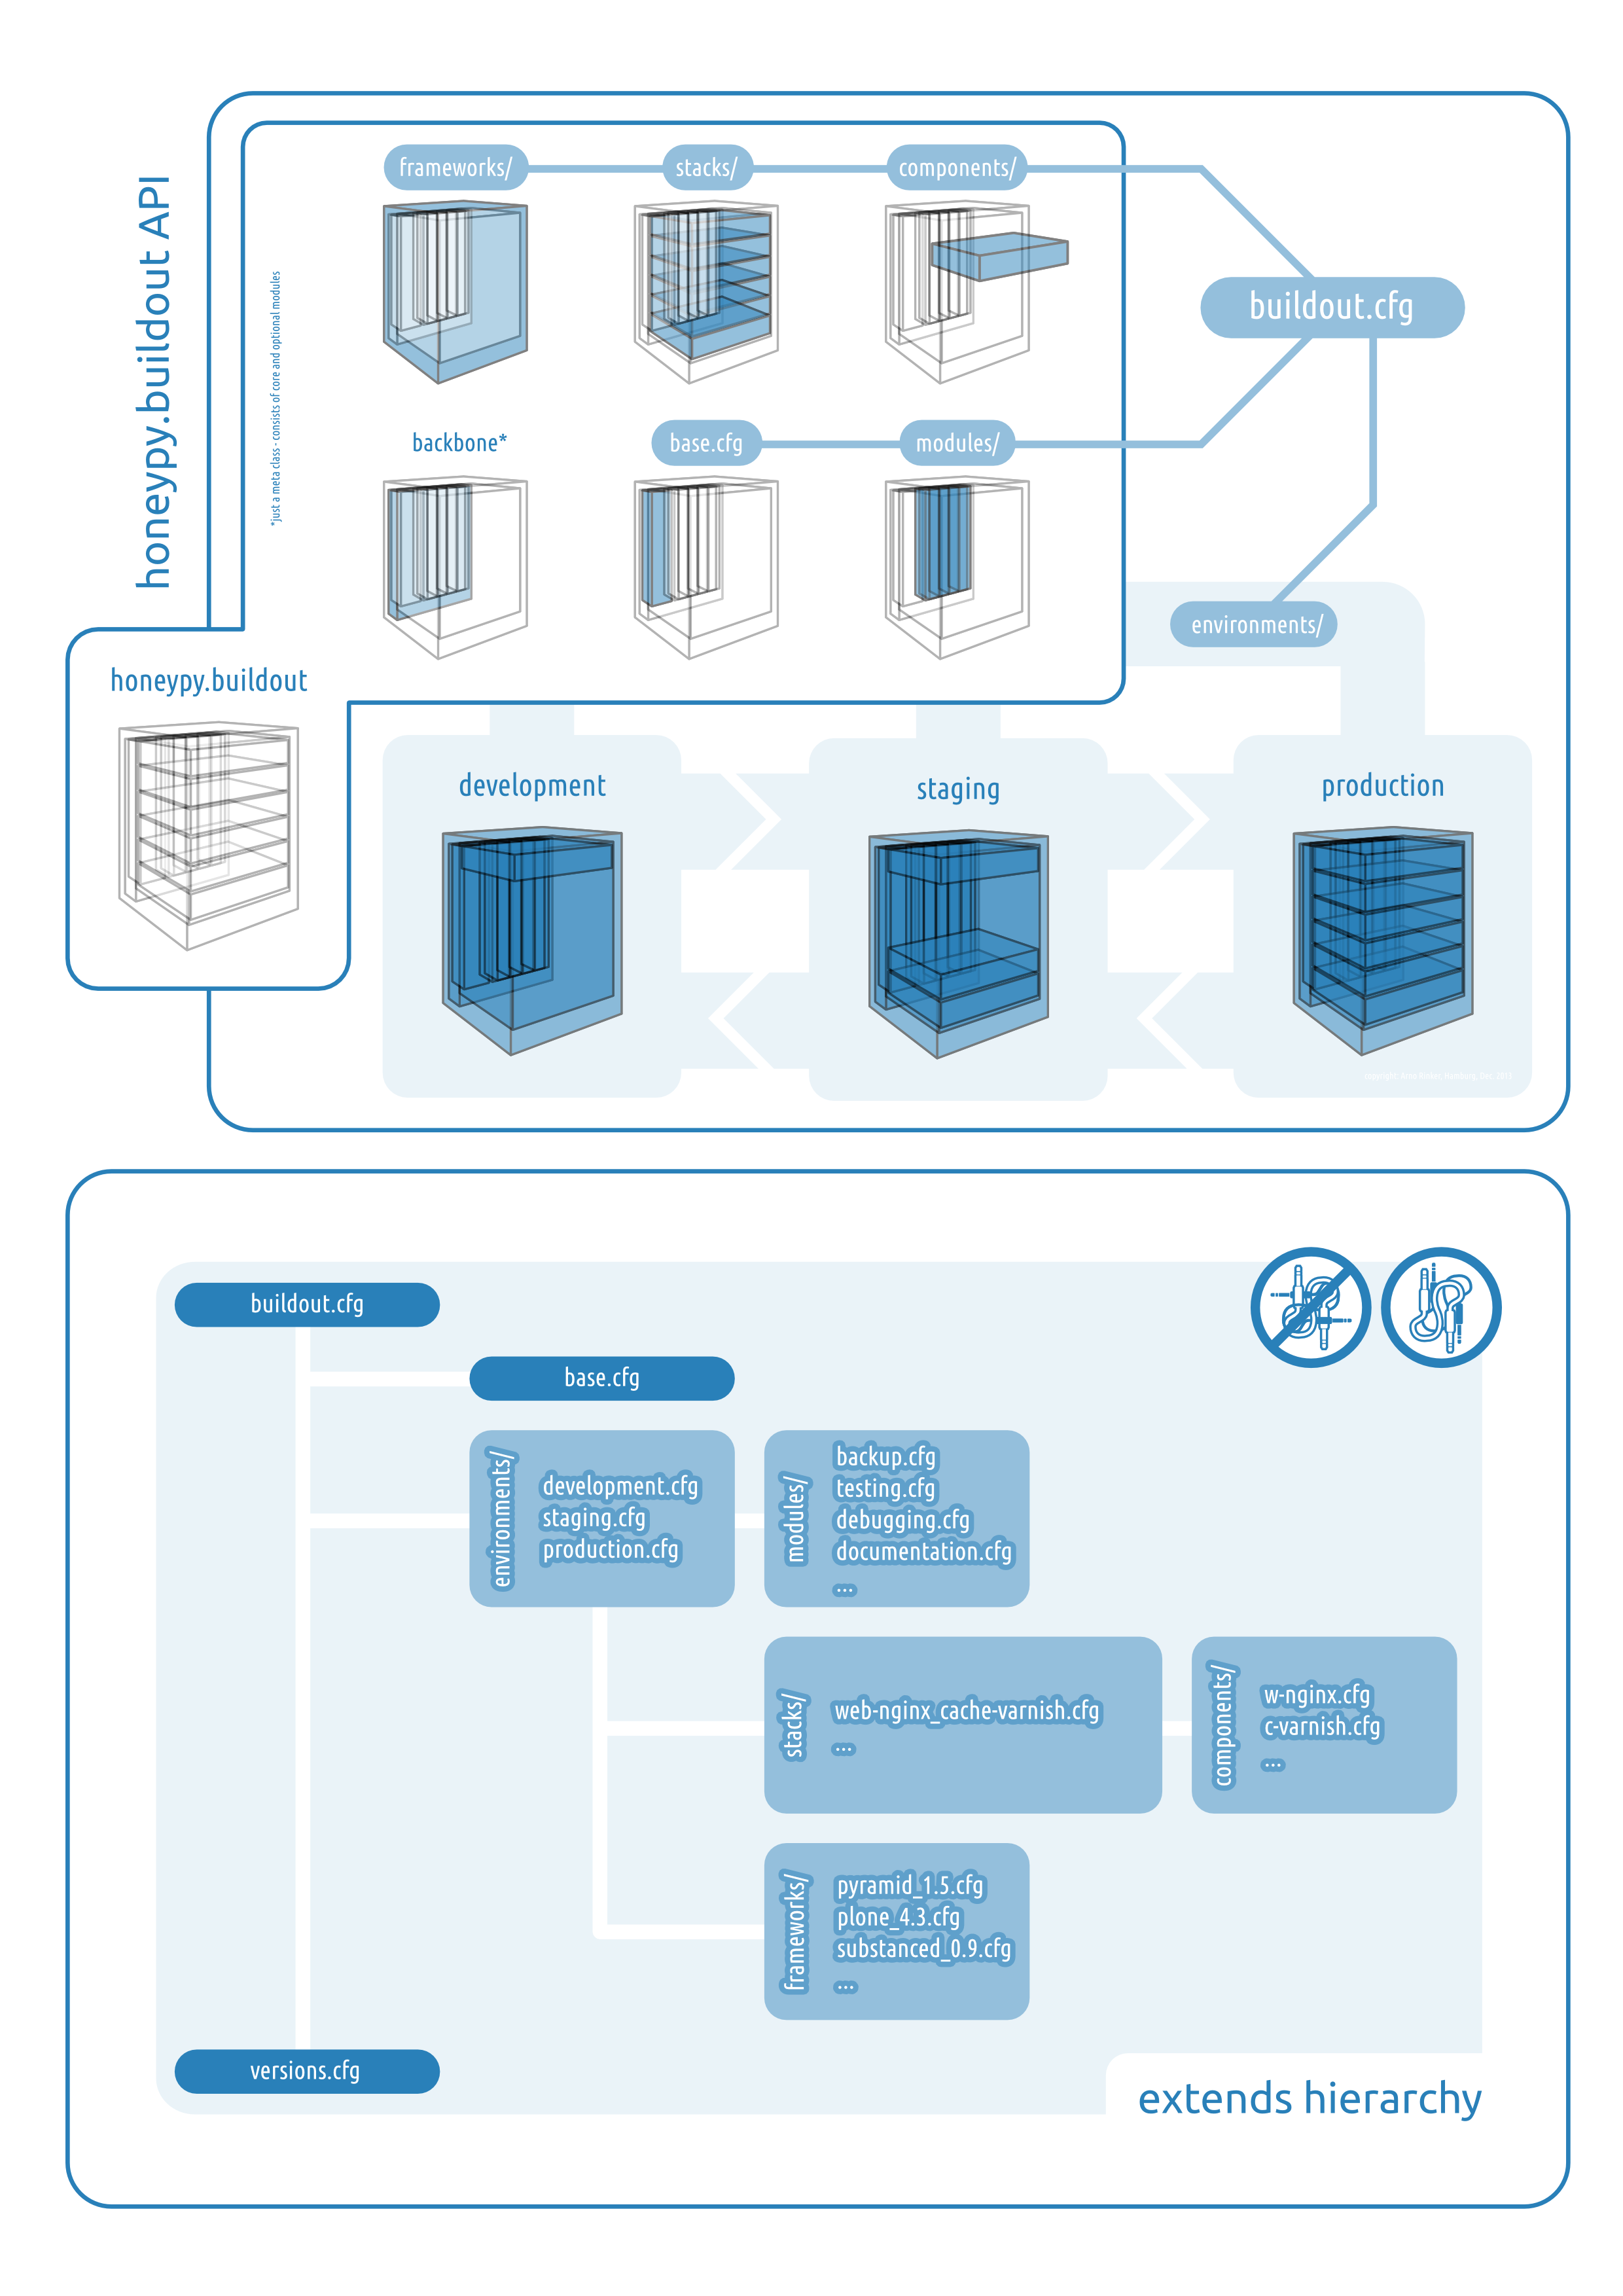 honeypy.buildout API
*just a meta class - consists of core and optional modules
frameworks/
stacks/
components/
buildout.cfg
backbone*
base.cfg
modules/
environments/
honeypy.buildout
development
staging
production
buildout.cfg
base.cfg
environments/
development.cfg
staging.cfg
production.cfg
modules/
backup.cfg
testing.cfg
debugging.cfg
documentation.cfg
...
stacks/
web-nginx_cache-varnish.cfg
...
components/
w-nginx.cfg
c-varnish.cfg
...
frameworks/
pyramid_1.5.cfg
plone_4.3.cfg
substanced_0.9.cfg
...
versions.cfg
extends hierarchy